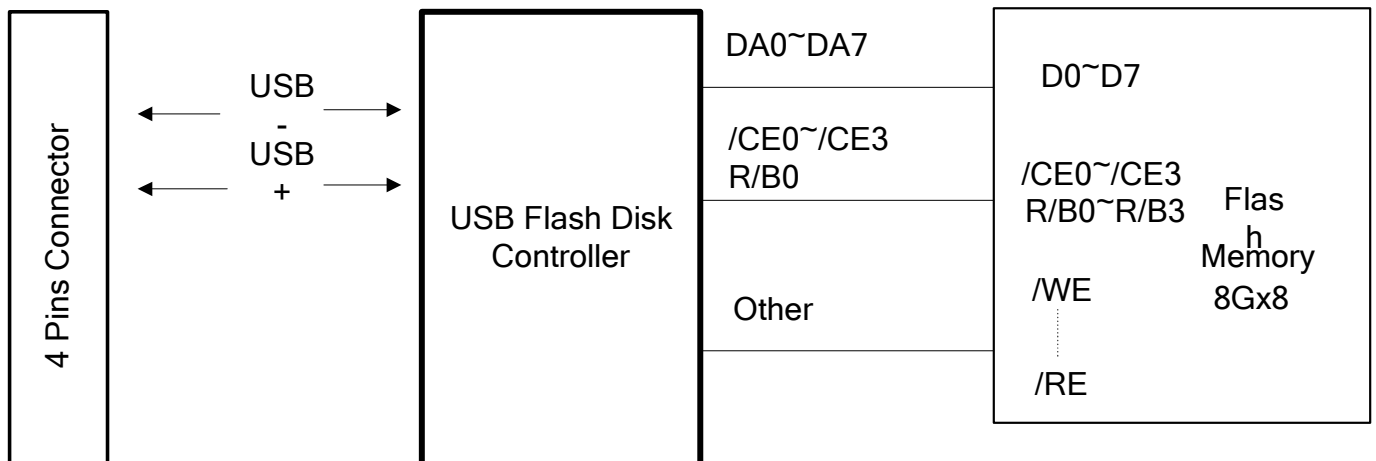 4 Pins Connector
USB
-
USB
+
USB Flash Disk
Controller
DA0~DA7
/CE0~/CE3
R/B0
Other
D0~D7
/CE0~/CE3
R/B0~R/B3
/WE
/RE
Flas
h
Memory
8Gx8